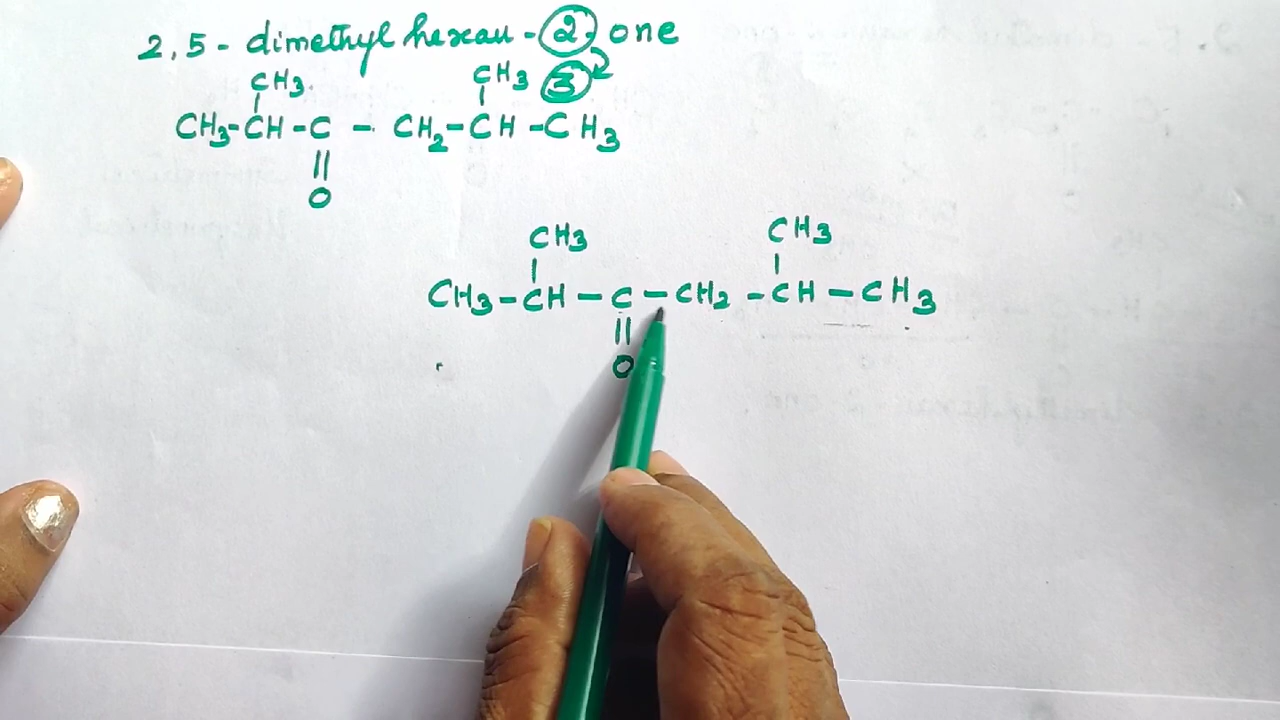 2,5 - dimethyl hexan - 2, one
CH3 CH3 3
CH3 - CH - C - CH2 - CH - CH3
||
O
CH3 CH3
CH3 - CH - C - CH2 - CH - CH3
||
O